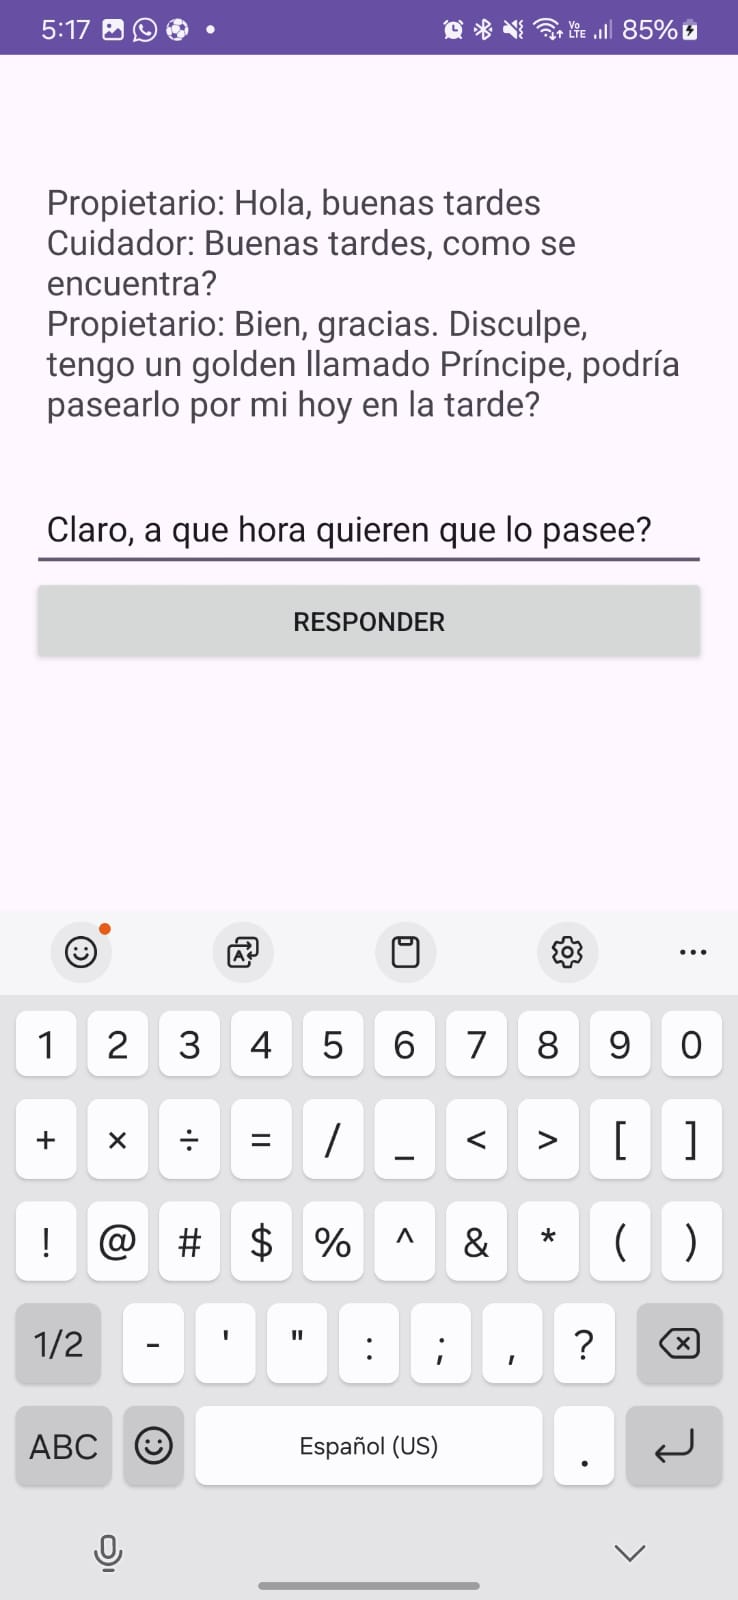 5:17
85%
Propietario: Hola, buenas tardes
Cuidador: Buenas tardes, como se
encuentra?
Propietario: Bien, gracias. Disculpe,
tengo un golden llamado Príncipe, podría
pasearlo por mi hoy en la tarde?
Claro, a que hora quieren que lo pasee?
RESPONDER
1 2 3 4 5 6 7 8 9 0
+ × ÷ = / _ < > [ ]
! @ # $ % ^ & * ( )
1/2 - ' " : ; , ?
ABC Español (US) .